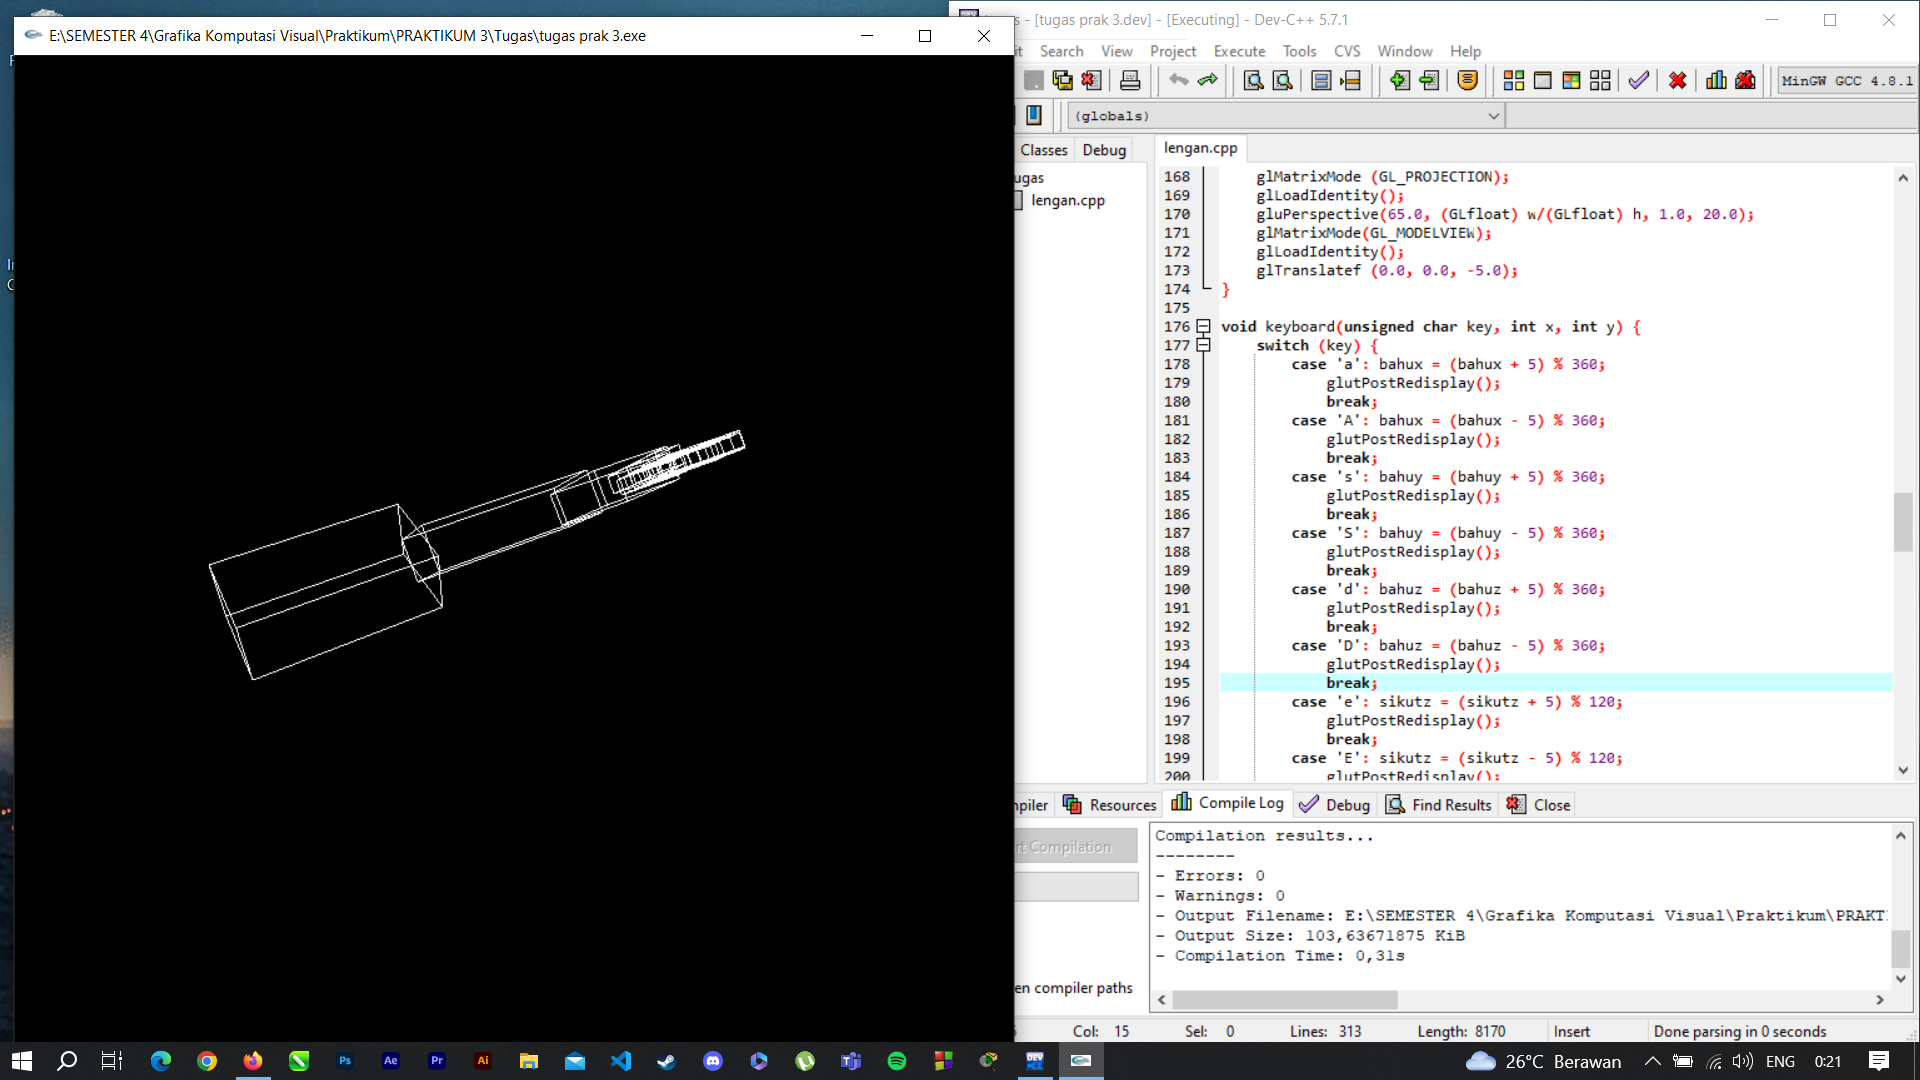 E:\SEMESTER 4\Grafika Komputasi Visual\Praktikum\PRAKTIKUM 3\Tugas\tugas prak 3.exe
- [tugas prak 3.dev] - [Executing] - Dev-C++ 5.7.1
Search View Project Execute Tools CVS Window Help
MinGW GCC 4.8.1
(globals)
Classes Debug
lengan.cpp
lengan.cpp
168 glMatrixMode (GL_PROJECTION);
169 glLoadIdentity();
170 gluPerspective(65.0, (GLfloat) w/(GLfloat) h, 1.0, 20.0);
171 glMatrixMode(GL_MODELVIEW);
172 glLoadIdentity();
173 glTranslatef (0.0, 0.0, -5.0);
174 }
175
176 void keyboard(unsigned char key, int x, int y) {
177 switch (key) {
178 case 'a': bahux = (bahux + 5) % 360;
179 glutPostRedisplay();
180 break;
181 case 'A': bahux = (bahux - 5) % 360;
182 glutPostRedisplay();
183 break;
184 case 's': bahuy = (bahuy + 5) % 360;
185 glutPostRedisplay();
186 break;
187 case 'S': bahuy = (bahuy - 5) % 360;
188 glutPostRedisplay();
189 break;
190 case 'd': bahuz = (bahuz + 5) % 360;
191 glutPostRedisplay();
192 break;
193 case 'D': bahuz = (bahuz - 5) % 360;
194 glutPostRedisplay();
195 break;
196 case 'e': sikutz = (sikutz + 5) % 120;
197 glutPostRedisplay();
198 break;
199 case 'E': sikutz = (sikutz - 5) % 120;
200 glutPostRedisplay();
Resources Compile Log Debug Find Results Close
Compilation
Compilation results...
--------
- Errors: 0
- Warnings: 0
- Output Filename: E:\SEMESTER 4\Grafika Komputasi Visual\Praktikum\PRAKT
- Output Size: 103,63671875 KiB
- Compilation Time: 0,31s
compiler paths
Col: 15 Sel: 0 Lines: 313 Length: 8170 Insert Done parsing in 0 seconds
Ps Ae Pr Ai DEV
26°C Berawan ENG 0:21